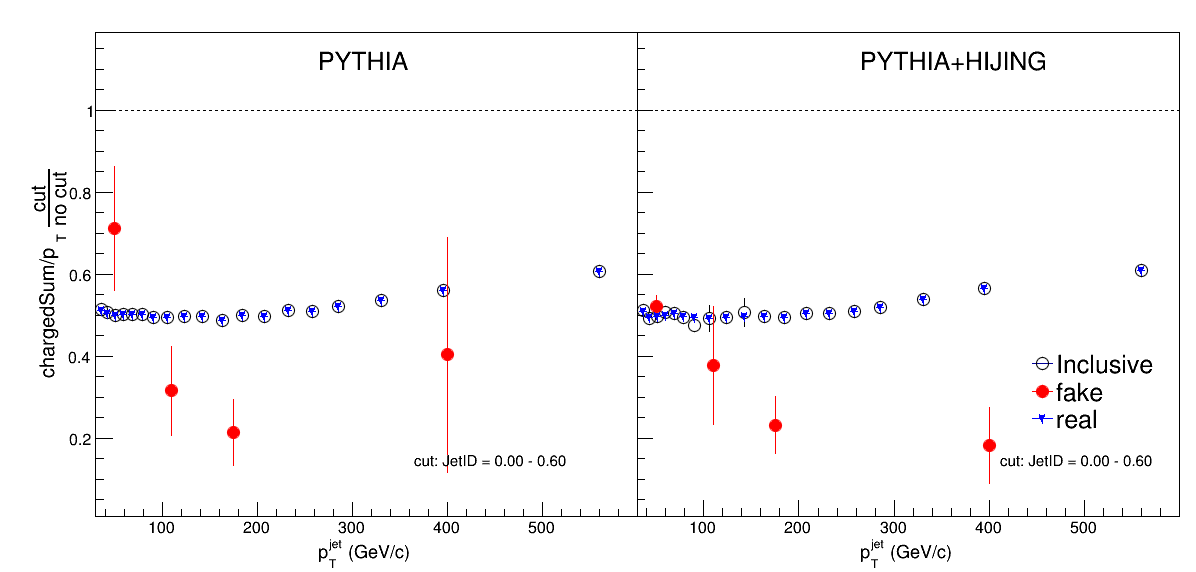 PYTHIA
PYTHIA+HIJING
chargedSum/p_T cut/no cut
1
0.8
0.6
0.4
0.2
Inclusive
fake
real
cut: JetID = 0.00 - 0.60
cut: JetID = 0.00 - 0.60
100 200 300 400 500
100 200 300 400 500
p_T^jet (GeV/c)
p_T^jet (GeV/c)